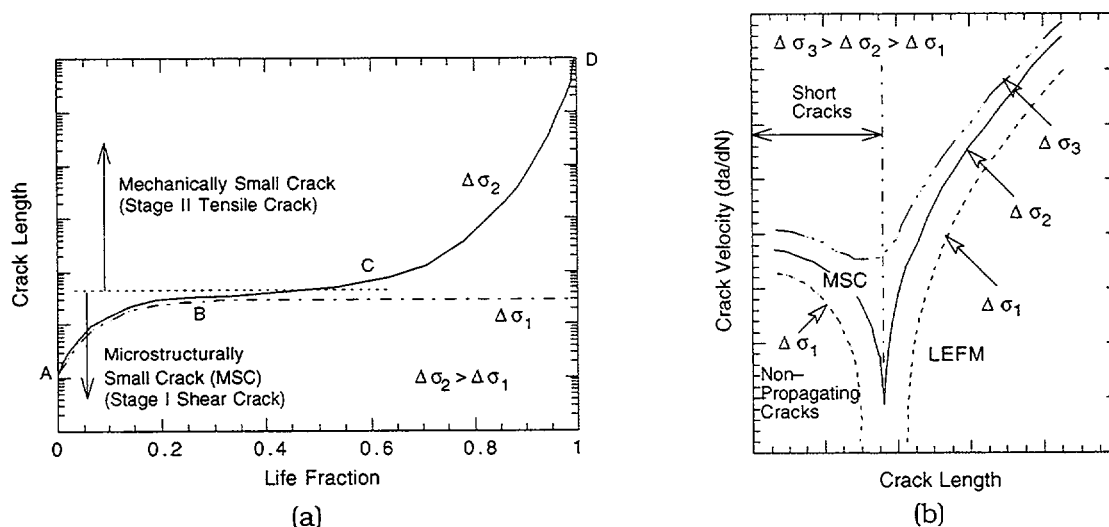 D
Crack Length
Mechanically Small Crack
(Stage II Tensile Crack)
Δσ2
C
B
Δσ1
A
Microstructurally
Small Crack (MSC)
(Stage I Shear Crack)
Δσ2 > Δσ1
0 0.2 0.4 0.6 0.8 1
Life Fraction
(a)
Δσ3 > Δσ2 > Δσ1
Short
Cracks
Crack Velocity (da/dN)
Δσ3
Δσ2
MSC
Δσ1
Δσ1
LEFM
Non-
Propagating
Cracks
Crack Length
(b)